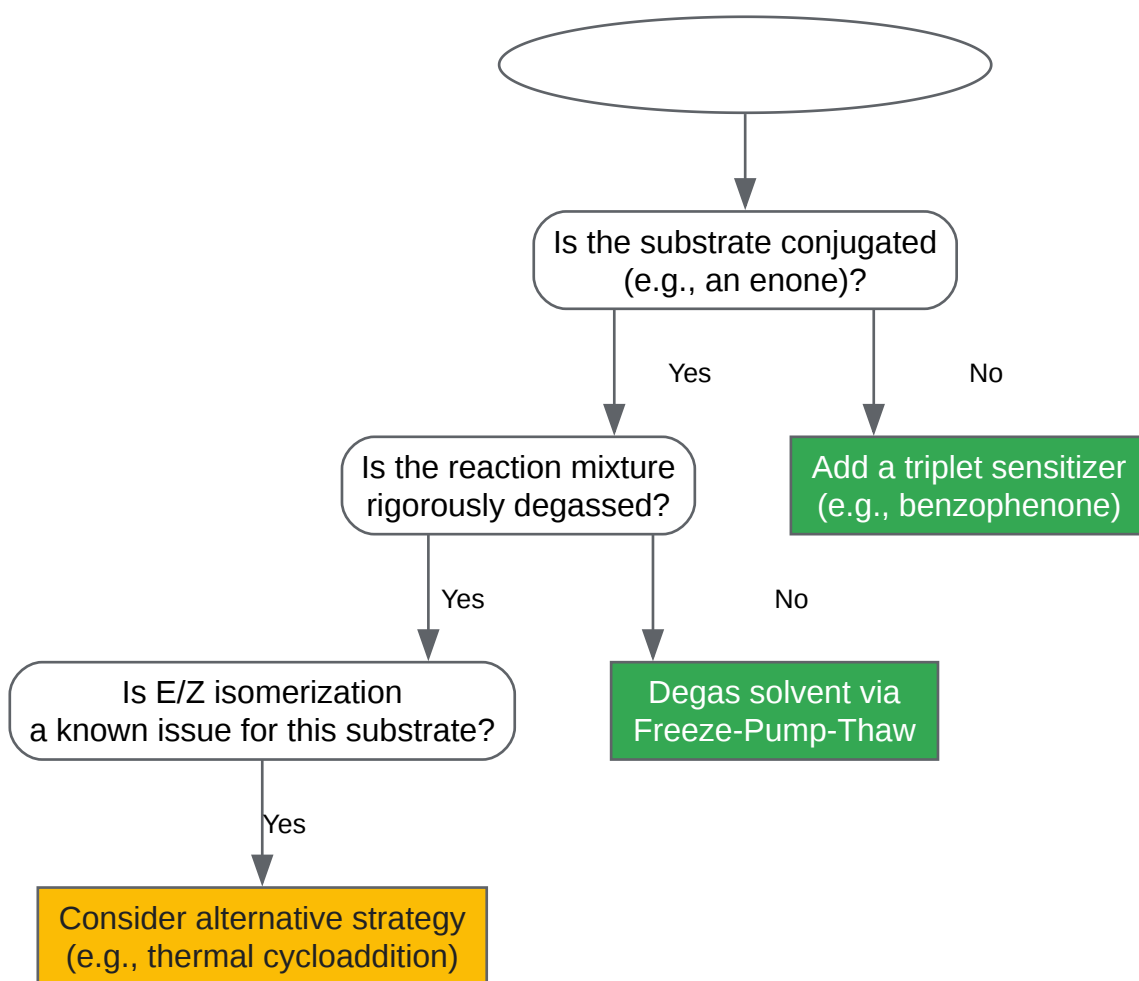 Is the substrate conjugated
(e.g., an enone)?
Yes
No
Is the reaction mixture
rigorously degassed?
Add a triplet sensitizer
(e.g., benzophenone)
Yes
No
Is E/Z isomerization
a known issue for this substrate?
Degas solvent via
Freeze-Pump-Thaw
Yes
Consider alternative strategy
(e.g., thermal cycloaddition)